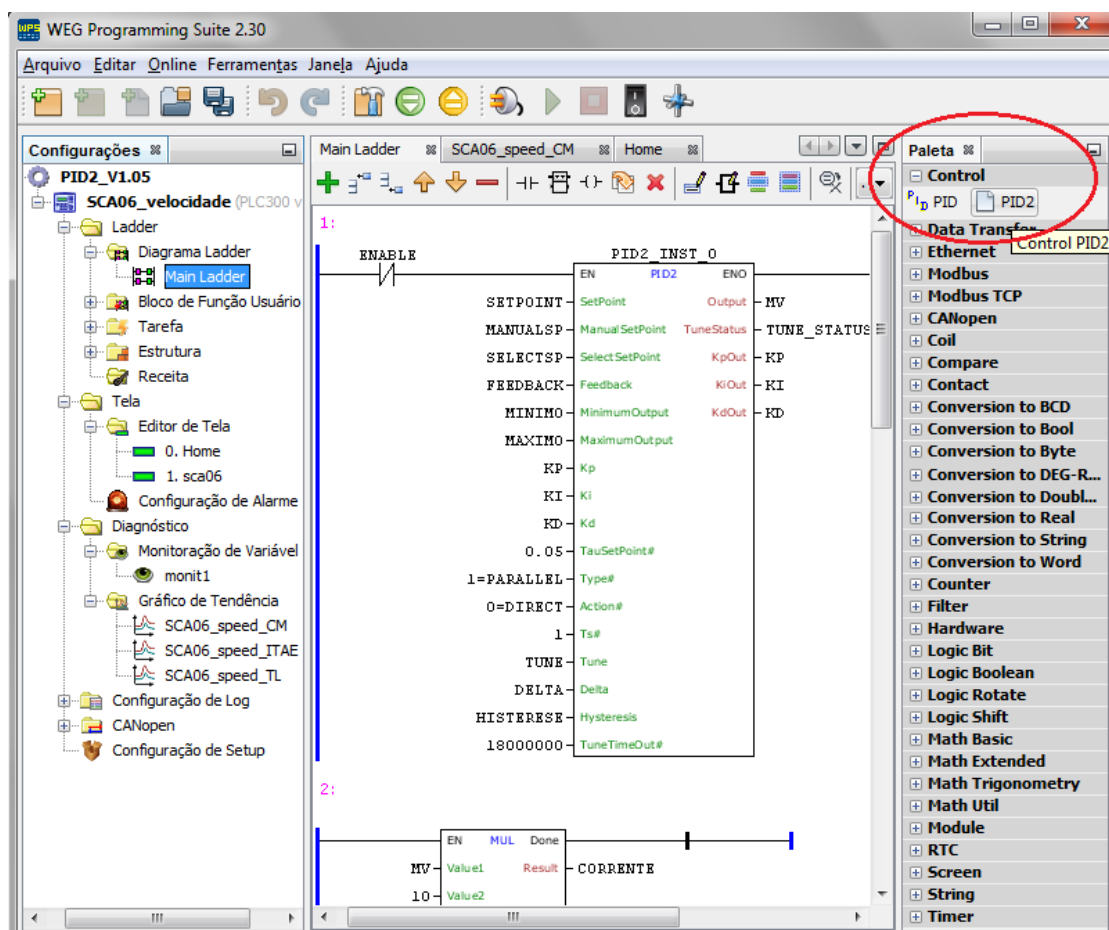 WPS WEG Programming Suite 2.30
Arquivo Editar Online Ferramentas Janela Ajuda
Configurações
PID2_V1.05
SCA06_velocidade (PLC300 v
Ladder
Diagrama Ladder
Main Ladder
Bloco de Função Usuário
Tarefa
Estrutura
Receita
Tela
Editor de Tela
0. Home
1. sca06
Configuração de Alarme
Diagnóstico
Monitoração de Variável
monit1
Gráfico de Tendência
SCA06_speed_CM
SCA06_speed_ITAE
SCA06_speed_TL
Configuração de Log
CANopen
Configuração de Setup
Main Ladder SCA06_speed_CM Home
1:
ENABLE PID2_INST_0
EN PID2 ENO
SETPOINT SetPoint Output MV
MANUALSP ManualSetPoint TuneStatus TUNE_STATUS
SELECTSP SelectSetPoint KpOut KP
FEEDBACK Feedback KiOut KI
MINIMO MinimumOutput KdOut KD
MAXIMO MaximumOutput
KP Kp
KI Ki
KD Kd
0.05 TauSetPoint#
1=PARALLEL Type#
0=DIRECT Action#
1 Ts#
TUNE Tune
DELTA Delta
HISTERESE Hysteresis
18000000 TuneTimeOut#
2:
EN MUL Done
MV Value1 Result CORRENTE
10 Value2
Paleta
Control
PID PID PID2
Control PID2
Ethernet
Modbus
Modbus TCP
CANopen
Coil
Compare
Contact
Conversion to BCD
Conversion to Bool
Conversion to Byte
Conversion to DEG-R...
Conversion to Doubl...
Conversion to Real
Conversion to String
Conversion to Word
Counter
Filter
Hardware
Logic Bit
Logic Boolean
Logic Rotate
Logic Shift
Math Basic
Math Extended
Math Trigonometry
Math Util
Module
RTC
Screen
String
Timer